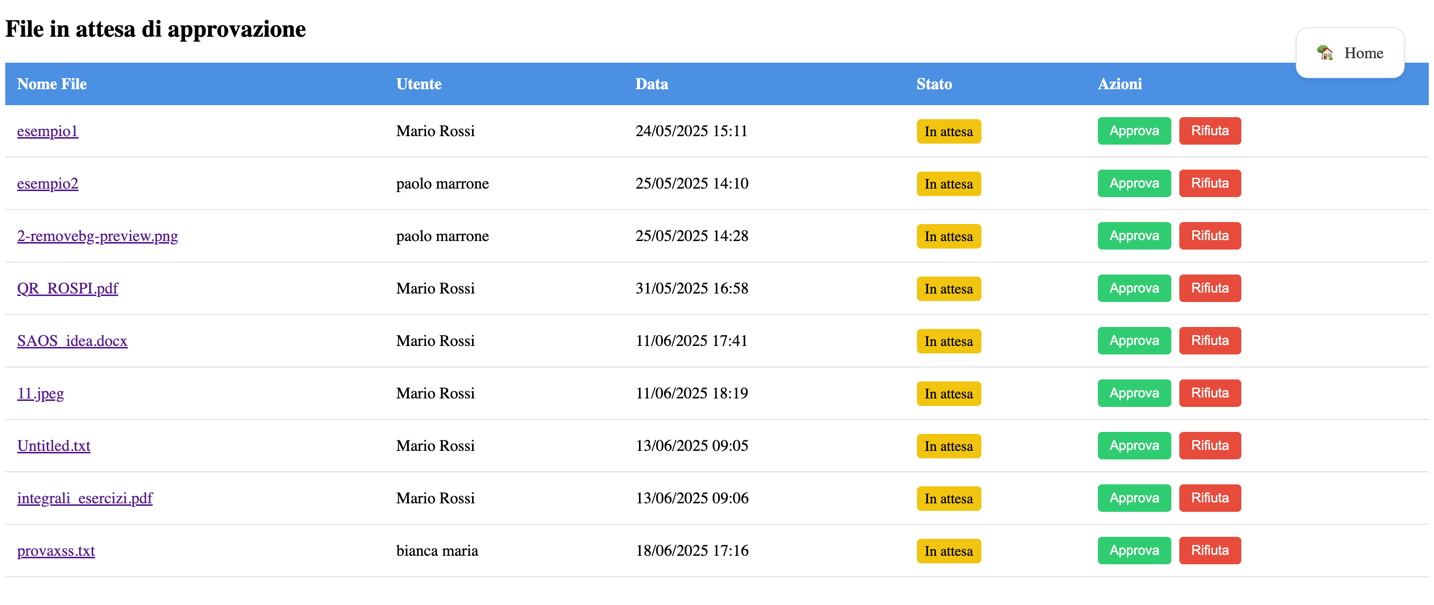 File in attesa di approvazione
Home
Nome File Utente Data Stato Azioni
esempio1 Mario Rossi 24/05/2025 15:11 In attesa Approva Rifiuta
esempio2 paolo marrone 25/05/2025 14:10 In attesa Approva Rifiuta
2-removebg-preview.png paolo marrone 25/05/2025 14:28 In attesa Approva Rifiuta
QR_ROSPI.pdf Mario Rossi 31/05/2025 16:58 In attesa Approva Rifiuta
SAOS_idea.docx Mario Rossi 11/06/2025 17:41 In attesa Approva Rifiuta
11.jpeg Mario Rossi 11/06/2025 18:19 In attesa Approva Rifiuta
Untitled.txt Mario Rossi 13/06/2025 09:05 In attesa Approva Rifiuta
integrali_esercizi.pdf Mario Rossi 13/06/2025 09:06 In attesa Approva Rifiuta
provaxss.txt bianca maria 18/06/2025 17:16 In attesa Approva Rifiuta